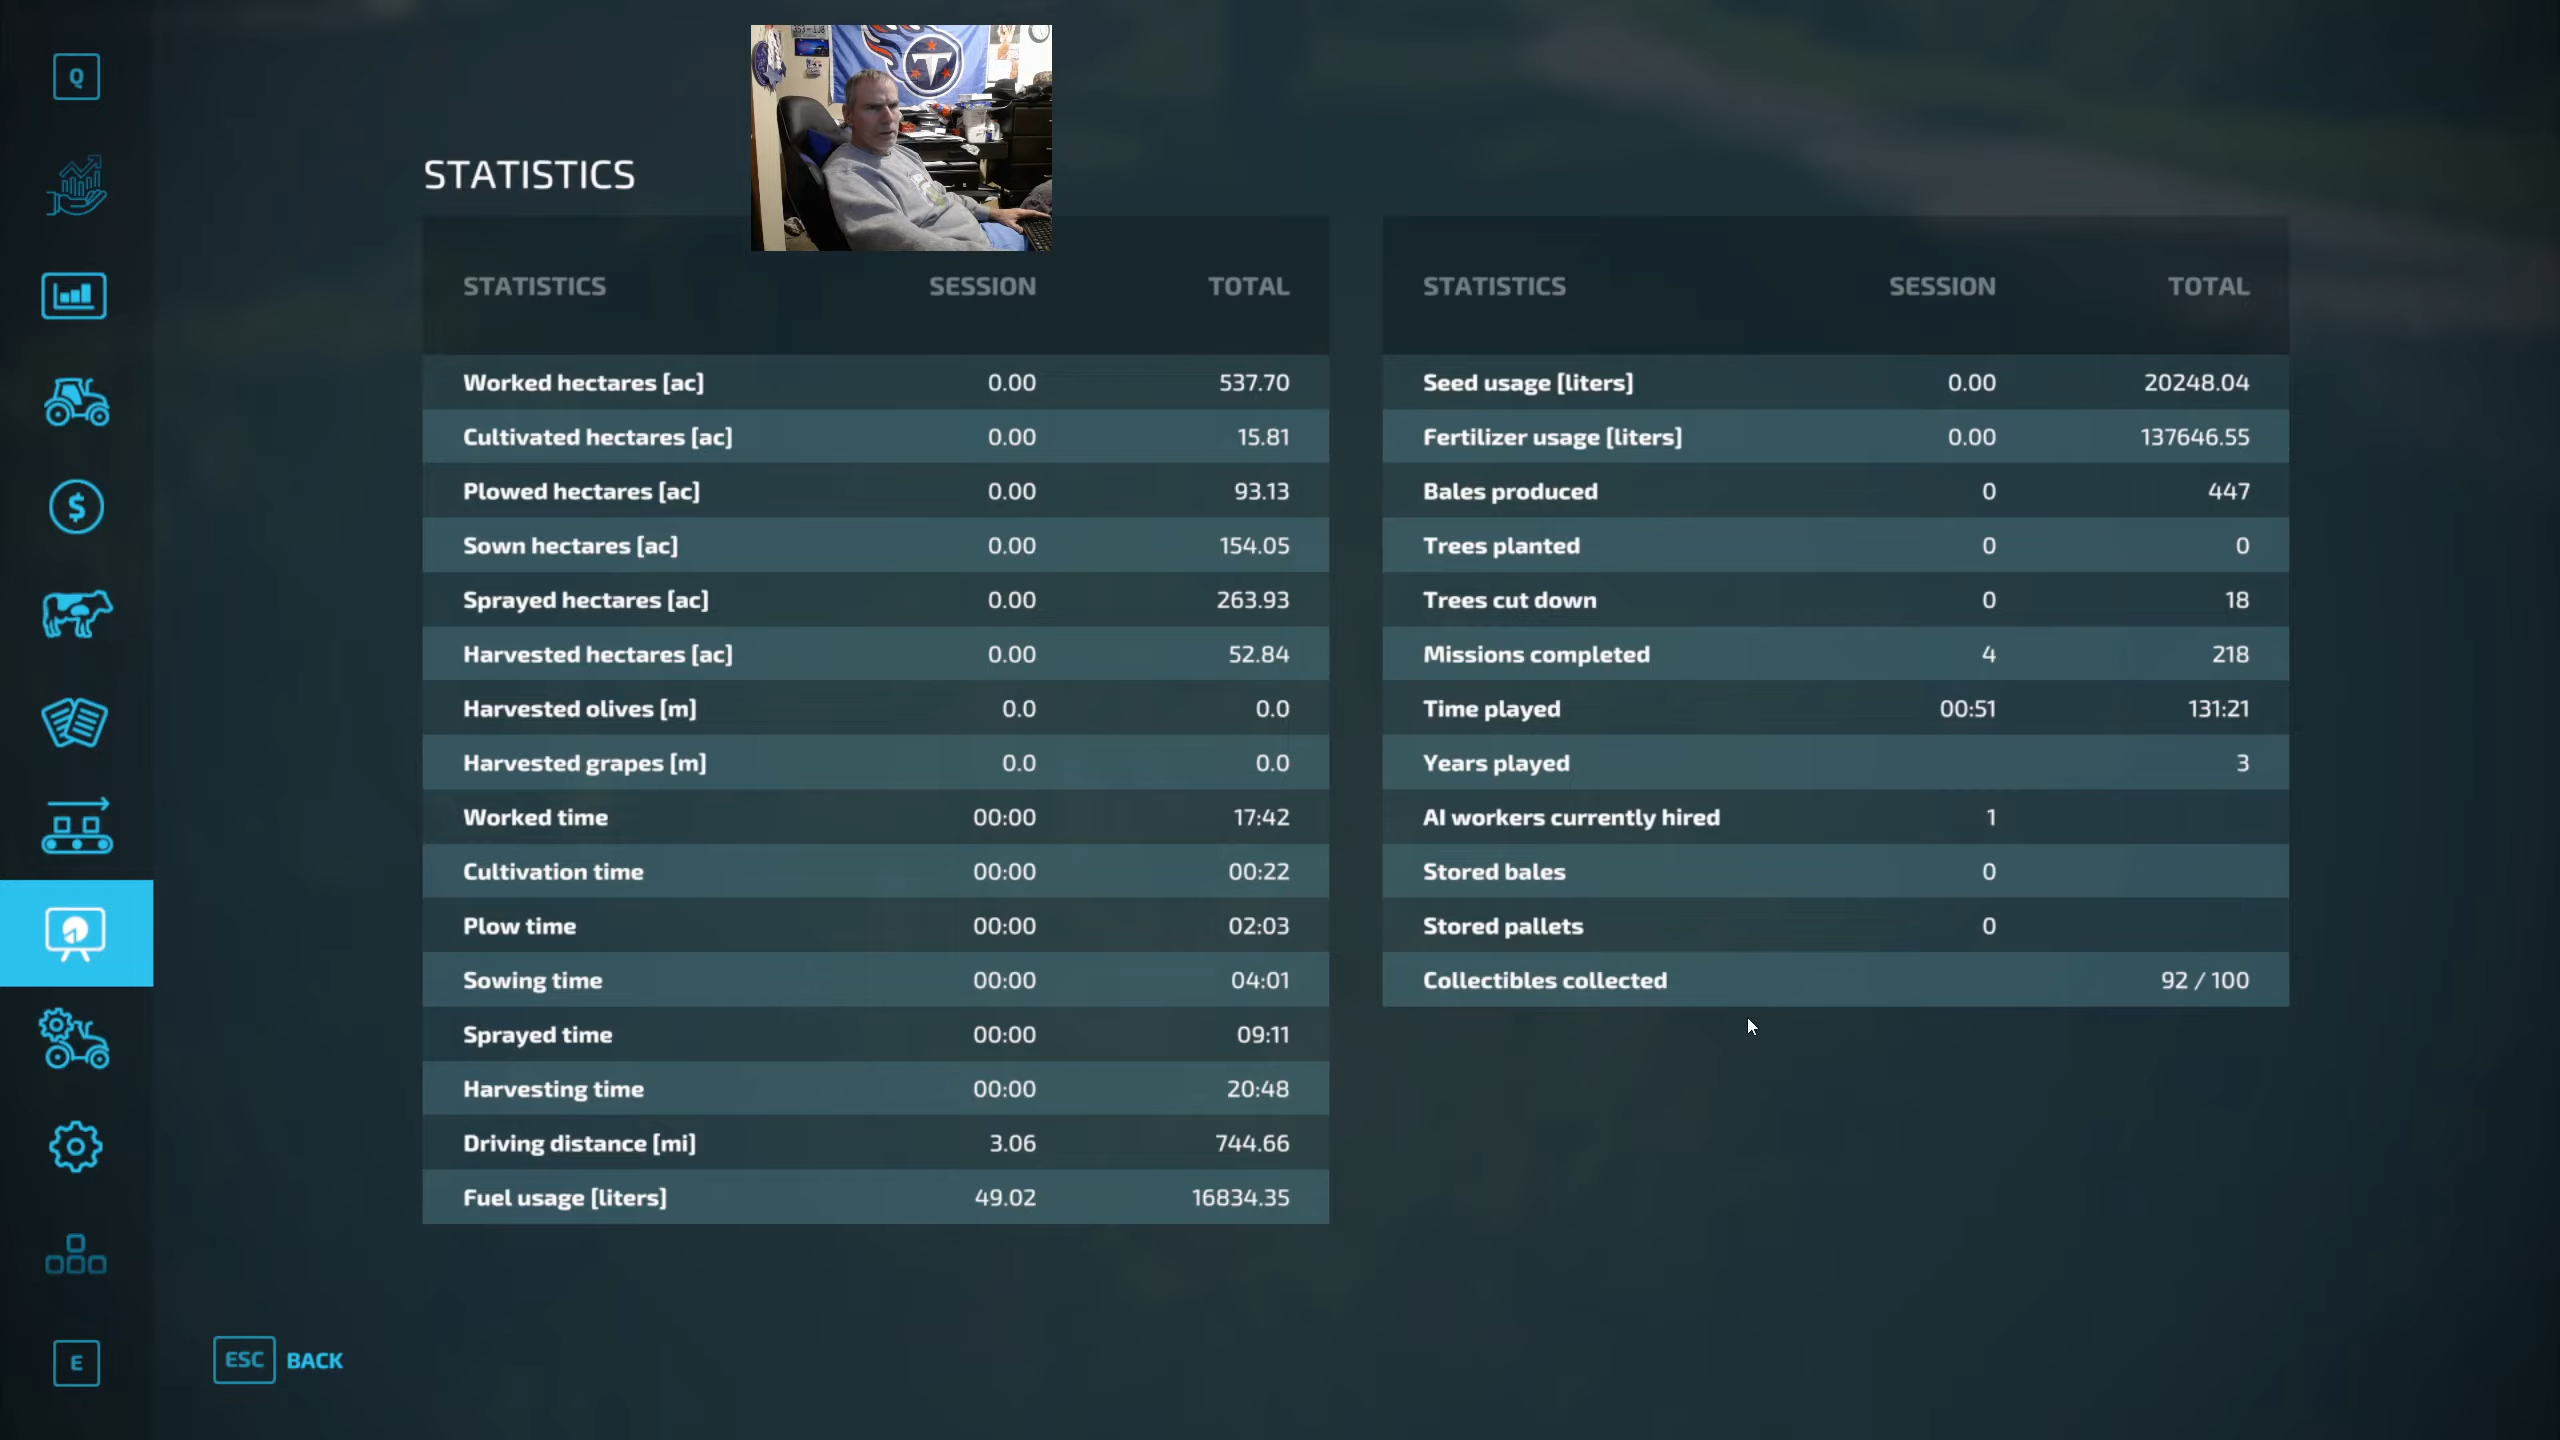 Q
STATISTICS
STATISTICS SESSION TOTAL
Worked hectares [ac] 0.00 537.70
Cultivated hectares [ac] 0.00 15.81
Plowed hectares [ac] 0.00 93.13
Sown hectares [ac] 0.00 154.05
Sprayed hectares [ac] 0.00 263.93
Harvested hectares [ac] 0.00 52.84
Harvested olives [m] 0.0 0.0
Harvested grapes [m] 0.0 0.0
Worked time 00:00 17:42
Cultivation time 00:00 00:22
Plow time 00:00 02:03
Sowing time 00:00 04:01
Sprayed time 00:00 09:11
Harvesting time 00:00 20:48
Driving distance [mi] 3.06 744.66
Fuel usage [liters] 49.02 16834.35
STATISTICS SESSION TOTAL
Seed usage [liters] 0.00 20248.04
Fertilizer usage [liters] 0.00 137646.55
Bales produced 0 447
Trees planted 0 0
Trees cut down 0 18
Missions completed 4 218
Time played 00:51 131:21
Years played 3
AI workers currently hired 1
Stored bales 0
Stored pallets 0
Collectibles collected 92 / 100
E
ESC BACK